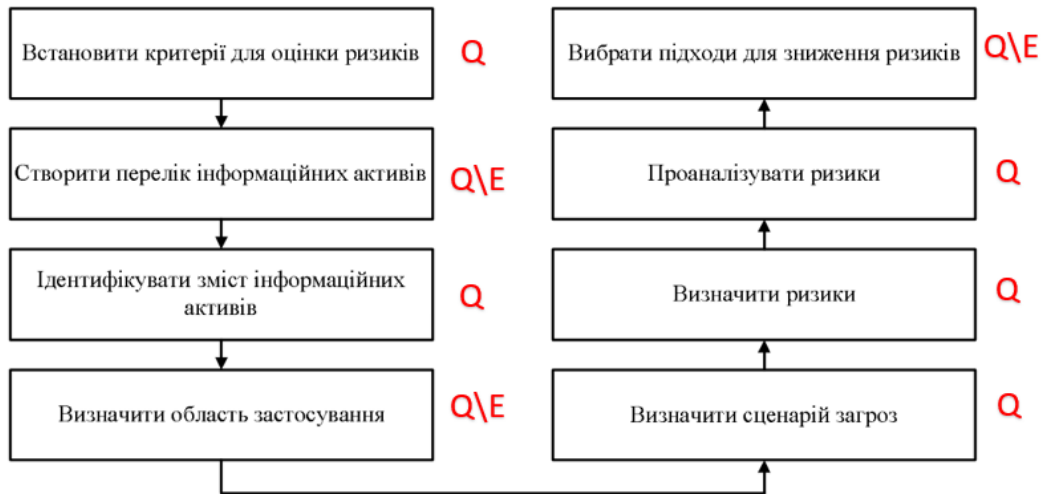 Встановити критерії для оцінки ризиків
Q
Створити перелік інформаційних активів
Q\E
Ідентифікувати зміст інформаційних
активів
Q
Визначити область застосування
Q\E
Вибрати підходи для зниження ризиків
Q\E
Проаналізувати ризики
Q
Визначити ризики
Q
Визначити сценарій загроз
Q